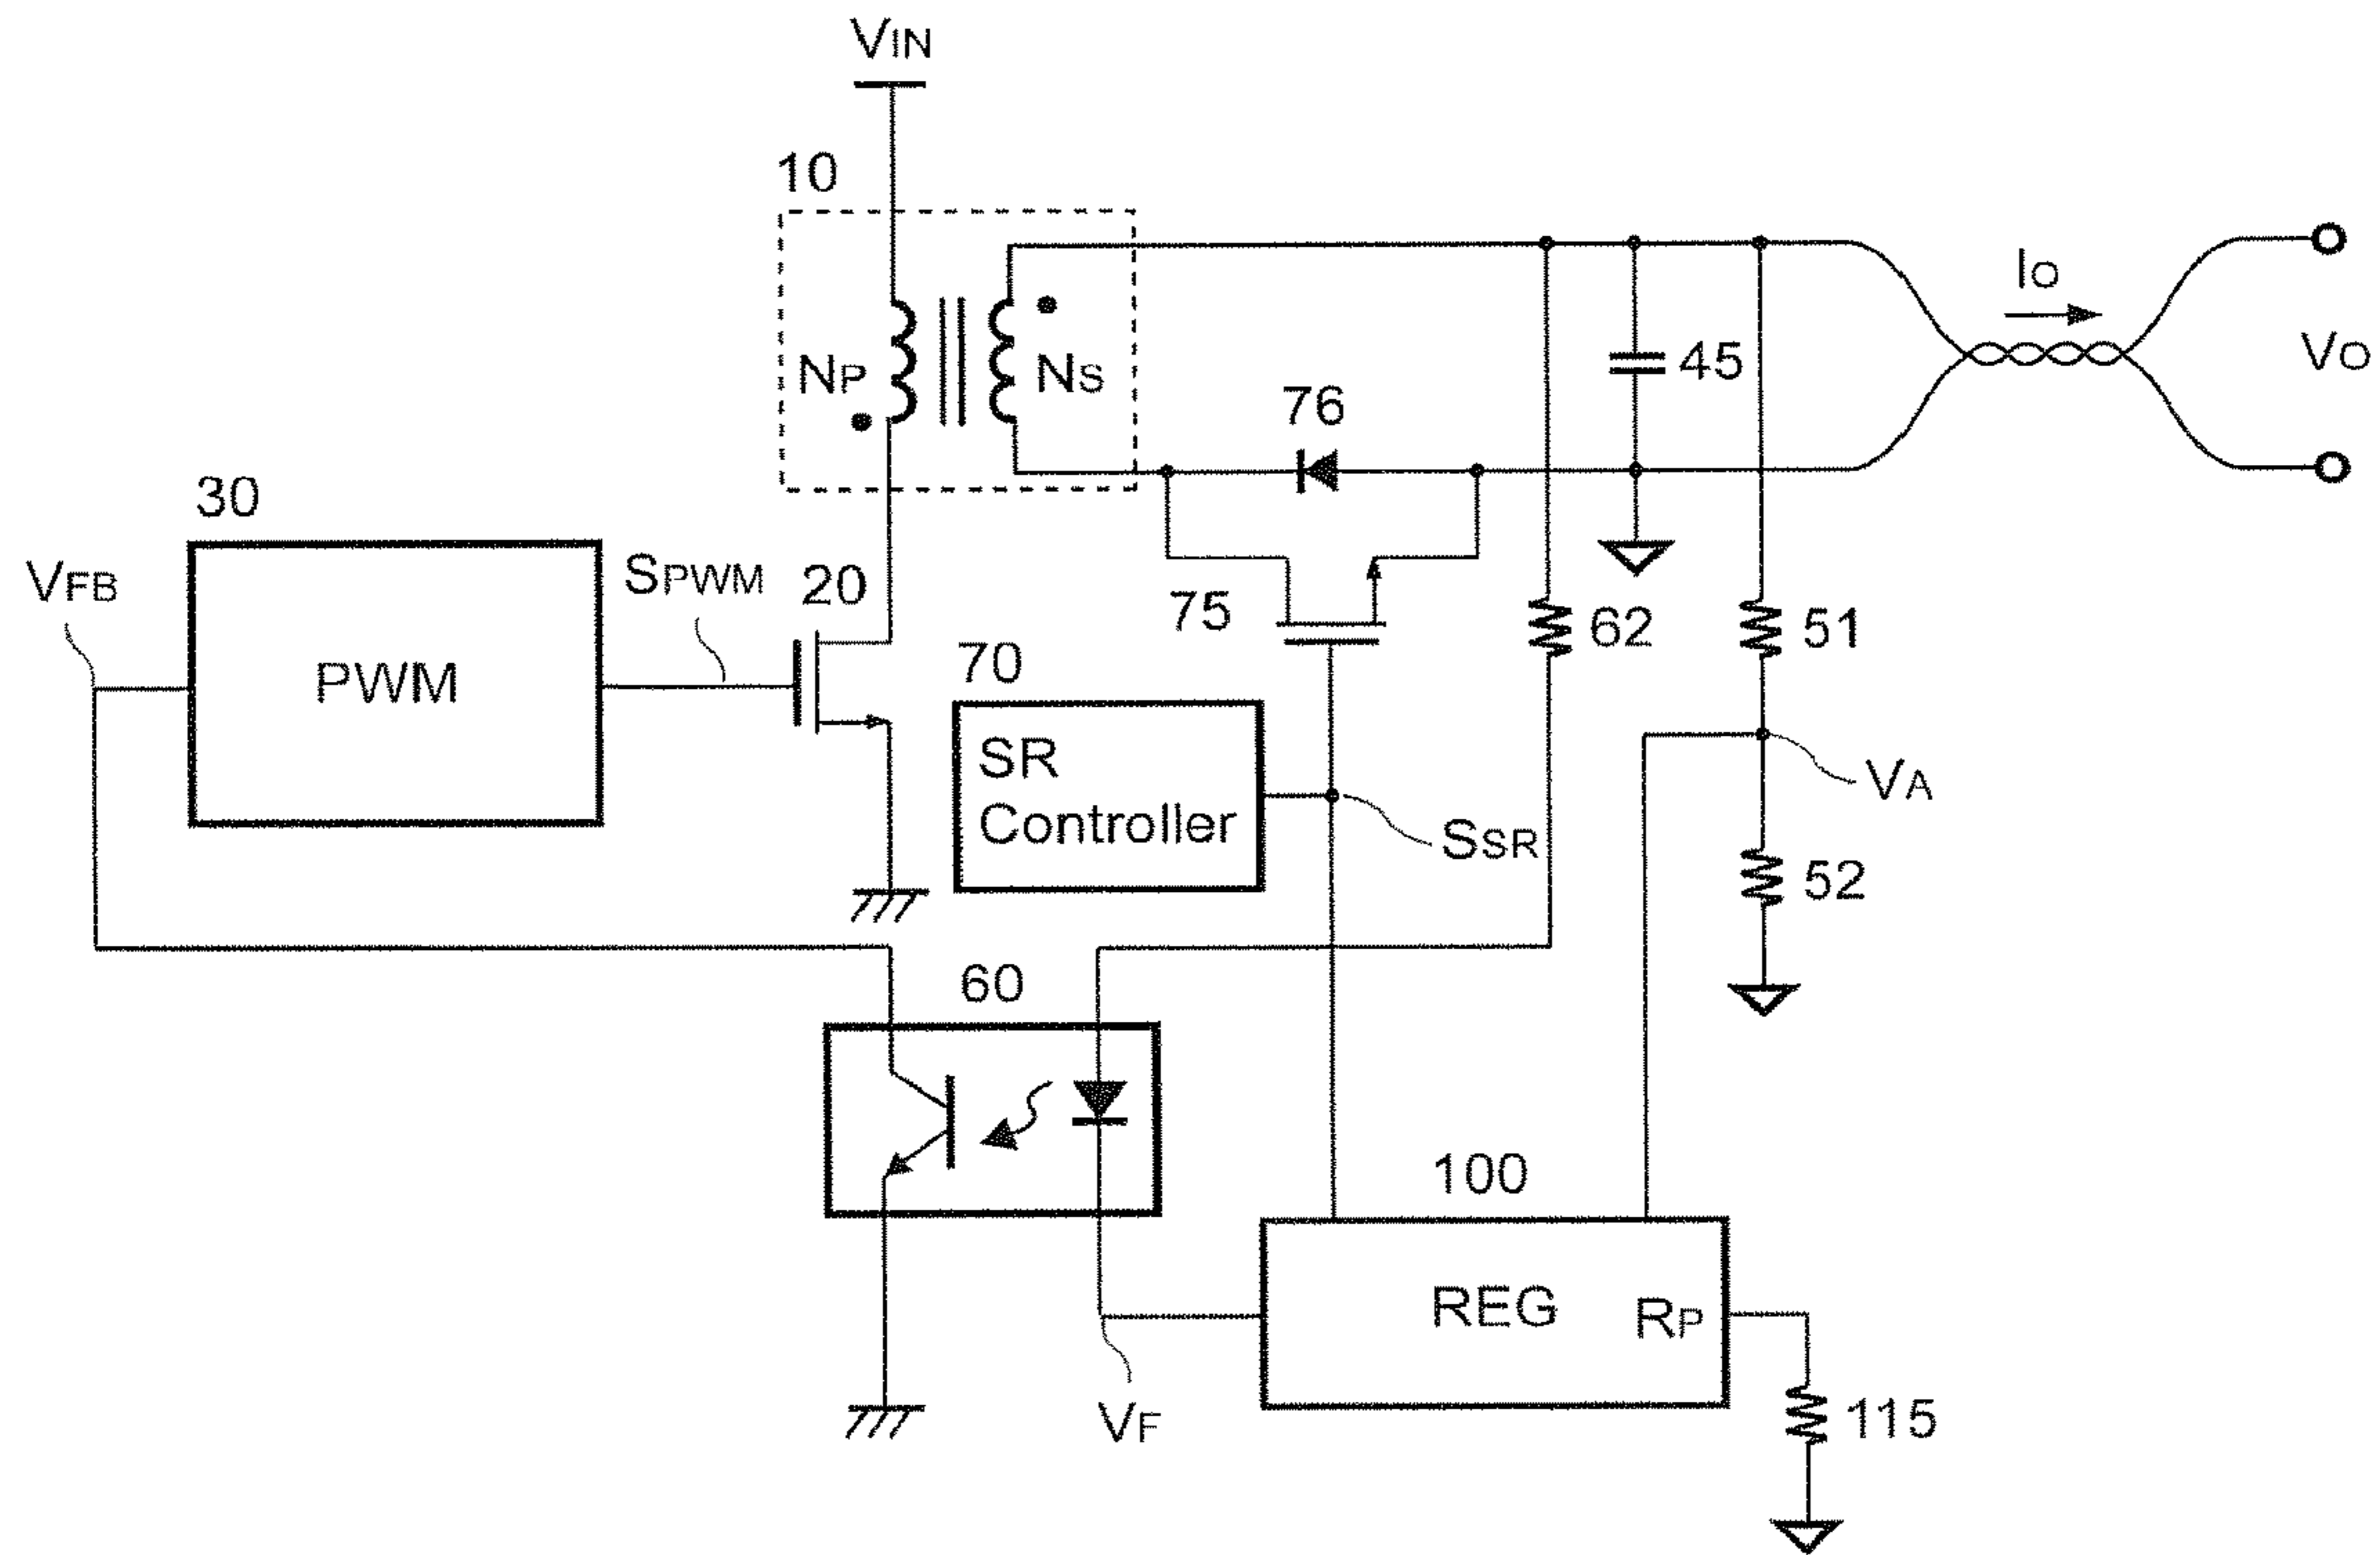 VIN
10
IO
VO
NP
NS
45
76
30
VFB
SPWM
20
PWM
75
62
51
70
SR
Controller
VA
SSR
52
60
100
REG
RP
VF
115